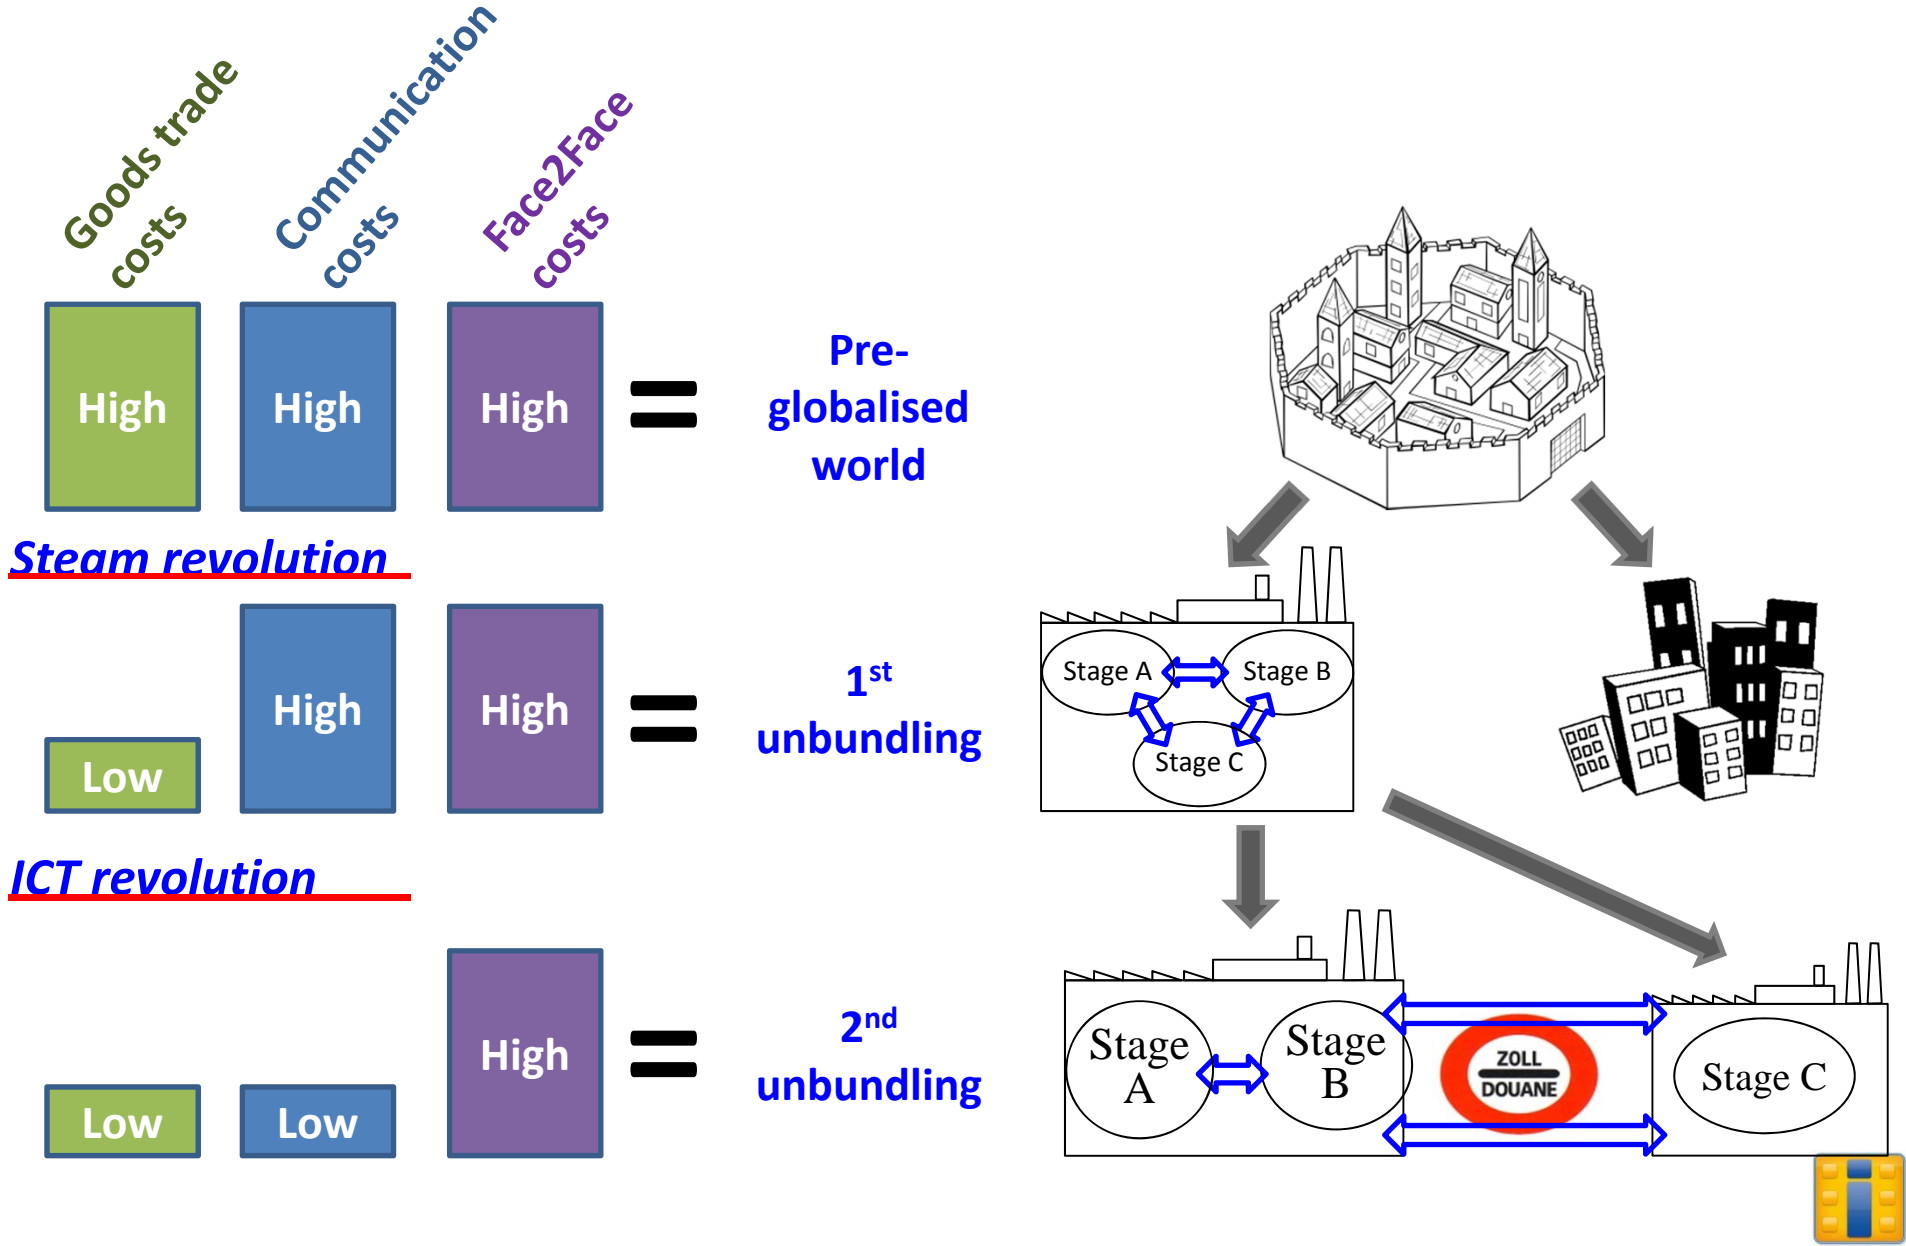 Goods trade
costs
Communication
costs
Face2Face
costs
High
High
High
Pre-
globalised
world
Steam revolution
Low
High
High
1st
unbundling
Stage A
Stage B
Stage C
ICT revolution
Low
Low
High
2nd
unbundling
Stage
A
Stage
B
ZOLL
DOUANE
Stage C